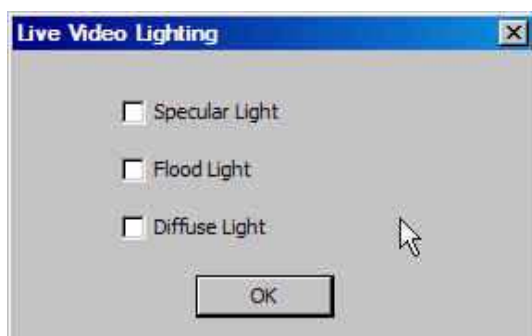 Live Video Lighting
Specular Light
Flood Light
Diffuse Light
OK